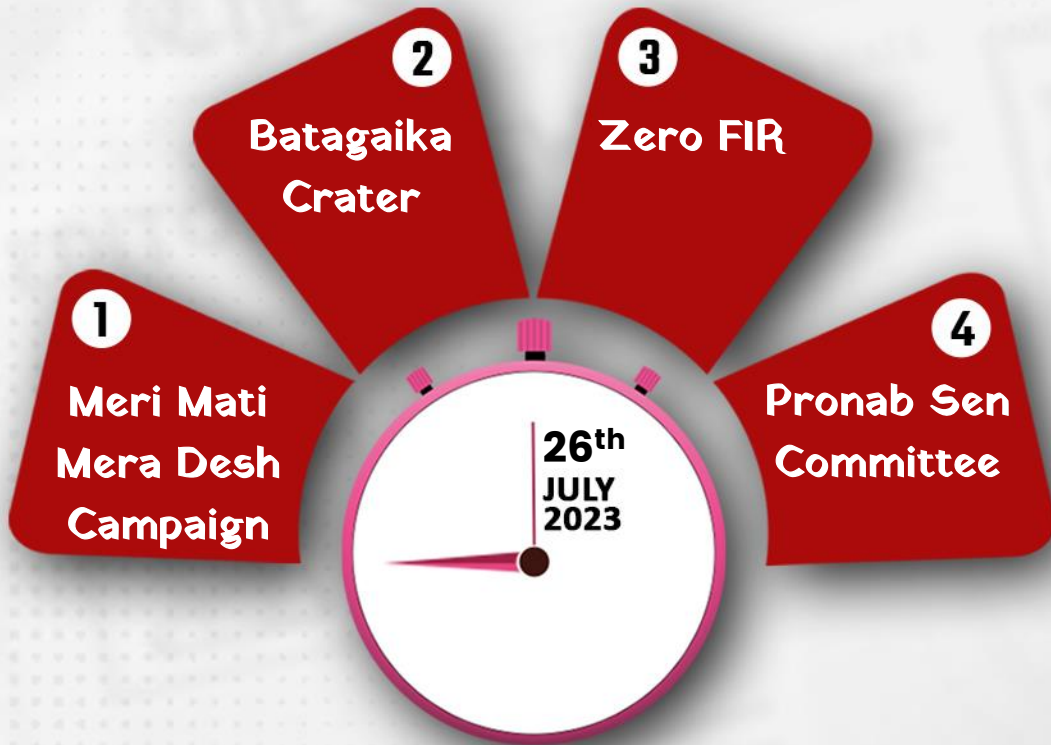 1
Meri Mati
Mera Desh
Campaign
2
Batagaika
Crater
3
Zero FIR
4
Pronab Sen
Committee
26th
JULY
2023